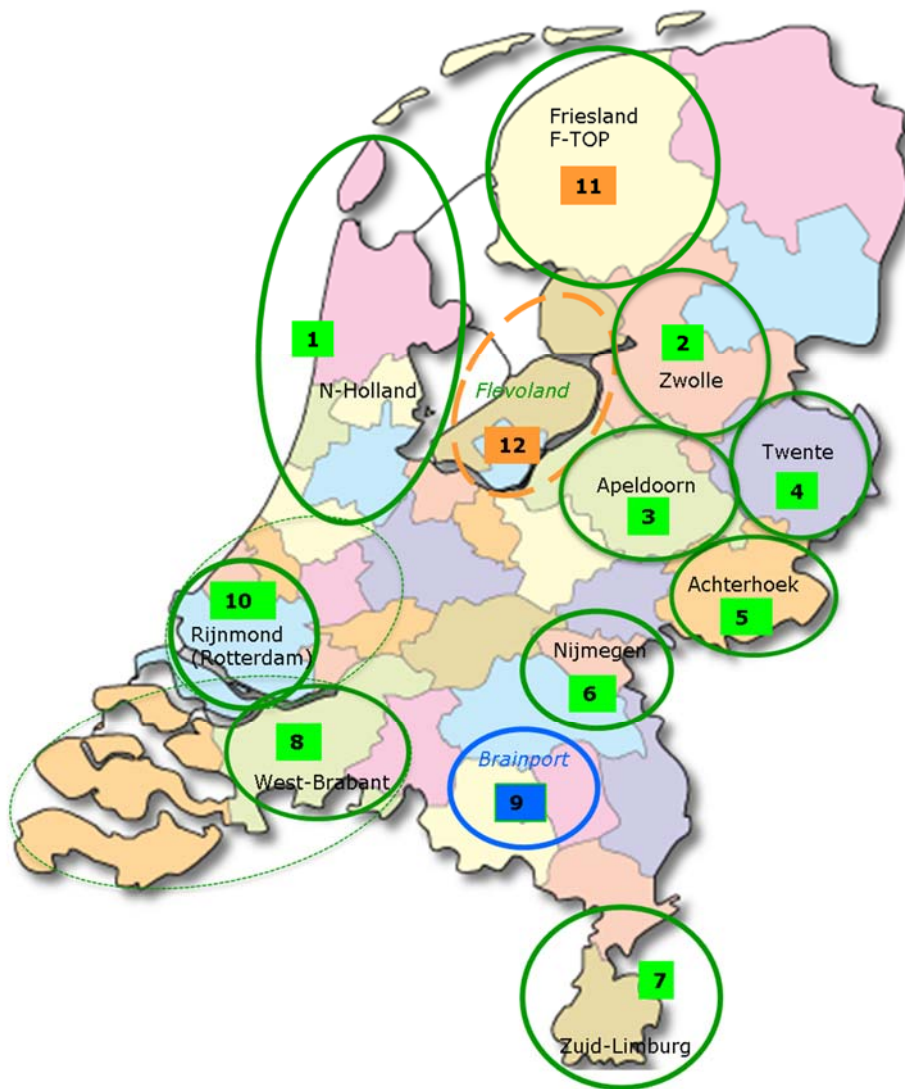 Friesland
F-TOP
11
1
N-Holland
2
Zwolle
Flevoland
12
Twente
4
Apeldoorn
3
Achterhoek
5
10
Rijnmond
(Rotterdam)
Nijmegen
6
8
West-Brabant
Brainport
9
7
Zuid-Limburg